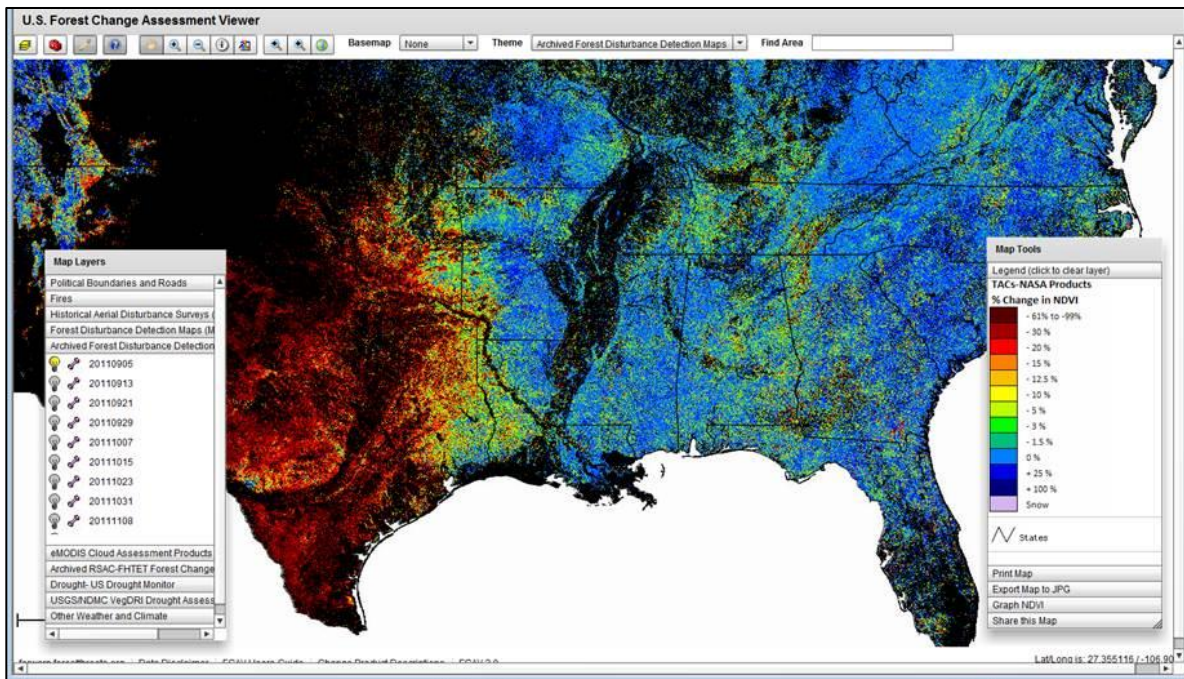 U.S. Forest Change Assessment Viewer
Basemap None Theme Archived Forest Disturbance Detection Maps Find Area
Map Layers
Political Boundaries and Roads
Fires
Historical Aerial Disturbance Surveys (
Forest Disturbance Detection Maps (M
Archived Forest Disturbance Detection
20110905
20110913
20110921
20110929
20111007
20111015
20111023
20111031
20111108
eMODIS Cloud Assessment Products
Archived RSAC-FHTET Forest Change
Drought- US Drought Monitor
USGS/NDMC VegDRI Drought Assess
Other Weather and Climate
Map Tools
Legend (click to clear layer)
TACs-NASA Products
% Change in NDVI
- 61% to -99%
- 30 %
- 20 %
- 15 %
- 12.5 %
- 10 %
- 5 %
- 3 %
- 1.5 %
0 %
+ 25 %
+ 100 %
Snow
States
Print Map
Export Map to JPG
Graph NDVI
Share this Map
Lat/Long is: 27.355116 / -106.90